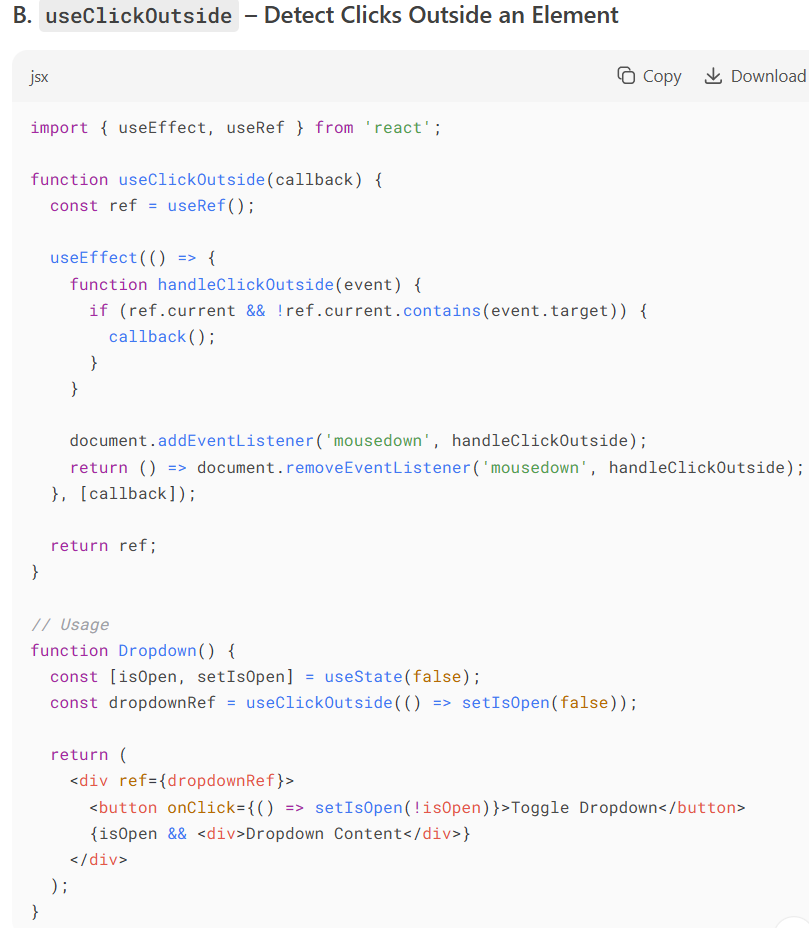 B. useClickOutside – Detect Clicks Outside an Element
jsx
Copy
Download
import { useEffect, useRef } from 'react';
function useClickOutside(callback) {
  const ref = useRef();
  useEffect(() => {
    function handleClickOutside(event) {
      if (ref.current && !ref.current.contains(event.target)) {
        callback();
      }
    }
    document.addEventListener('mousedown', handleClickOutside);
    return () => document.removeEventListener('mousedown', handleClickOutside);
  }, [callback]);
  return ref;
}
// Usage
function Dropdown() {
  const [isOpen, setIsOpen] = useState(false);
  const dropdownRef = useClickOutside(() => setIsOpen(false));
  return (
    <div ref={dropdownRef}>
      <button onClick={() => setIsOpen(!isOpen)}>Toggle Dropdown</button>
      {isOpen && <div>Dropdown Content</div>}
    </div>
  );
}